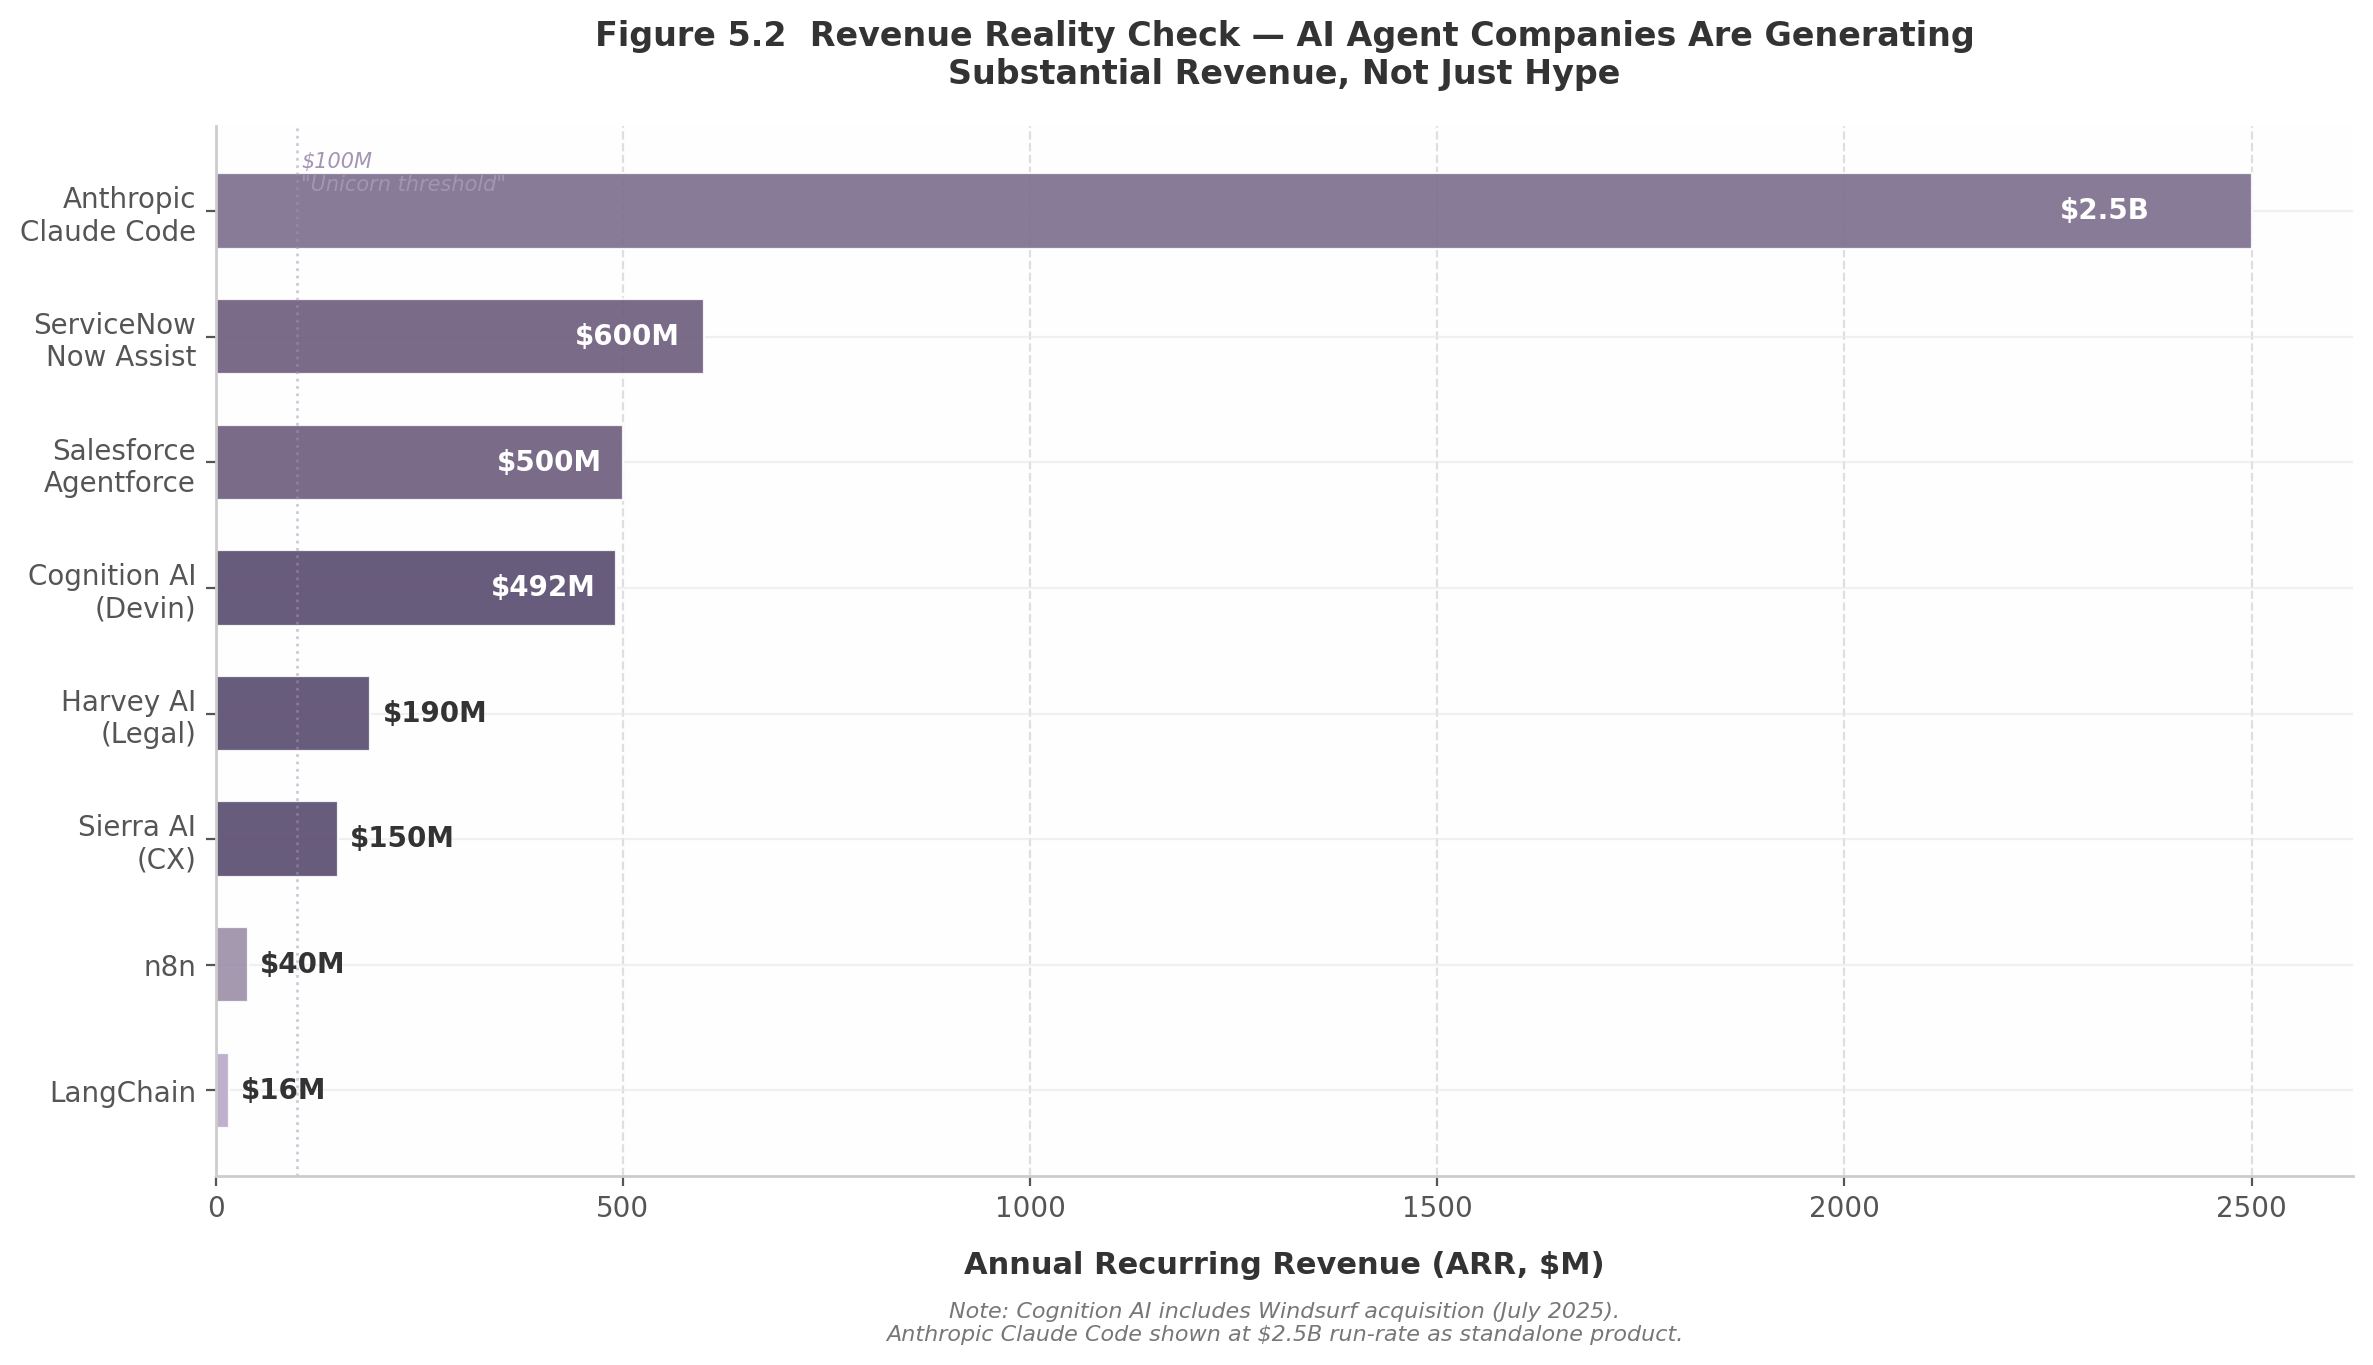 Figure 5.2  Revenue Reality Check — AI Agent Companies Are Generating
Substantial Revenue, Not Just Hype
$100M
"Unicorn threshold"
Anthropic
Claude Code
$2.5B
ServiceNow
Now Assist
$600M
Salesforce
Agentforce
$500M
Cognition AI
(Devin)
$492M
Harvey AI
(Legal)
$190M
Sierra AI
(CX)
$150M
n8n
$40M
LangChain
$16M
0 500 1000 1500 2000 2500
Annual Recurring Revenue (ARR, $M)
Note: Cognition AI includes Windsurf acquisition (July 2025).
Anthropic Claude Code shown at $2.5B run-rate as standalone product.